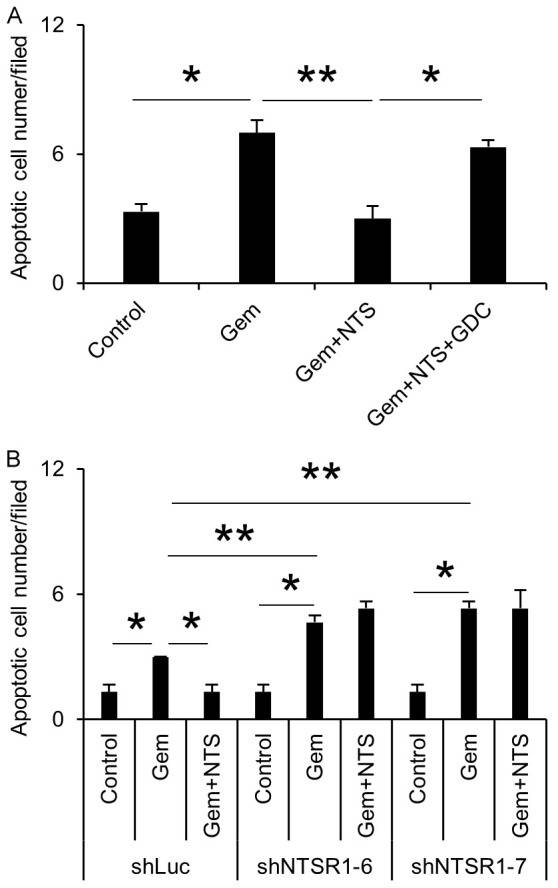 A
Apoptotic cell numer/filed
12
6
0
* ** *
Control
Gem
Gem+NTS
Gem+NTS+GDC
B
Apoptotic cell number/filed
12
6
0
**
**
* * * *
Control Gem Gem+NTS Control Gem Gem+NTS Control Gem Gem+NTS
shLuc shNTSR1-6 shNTSR1-7